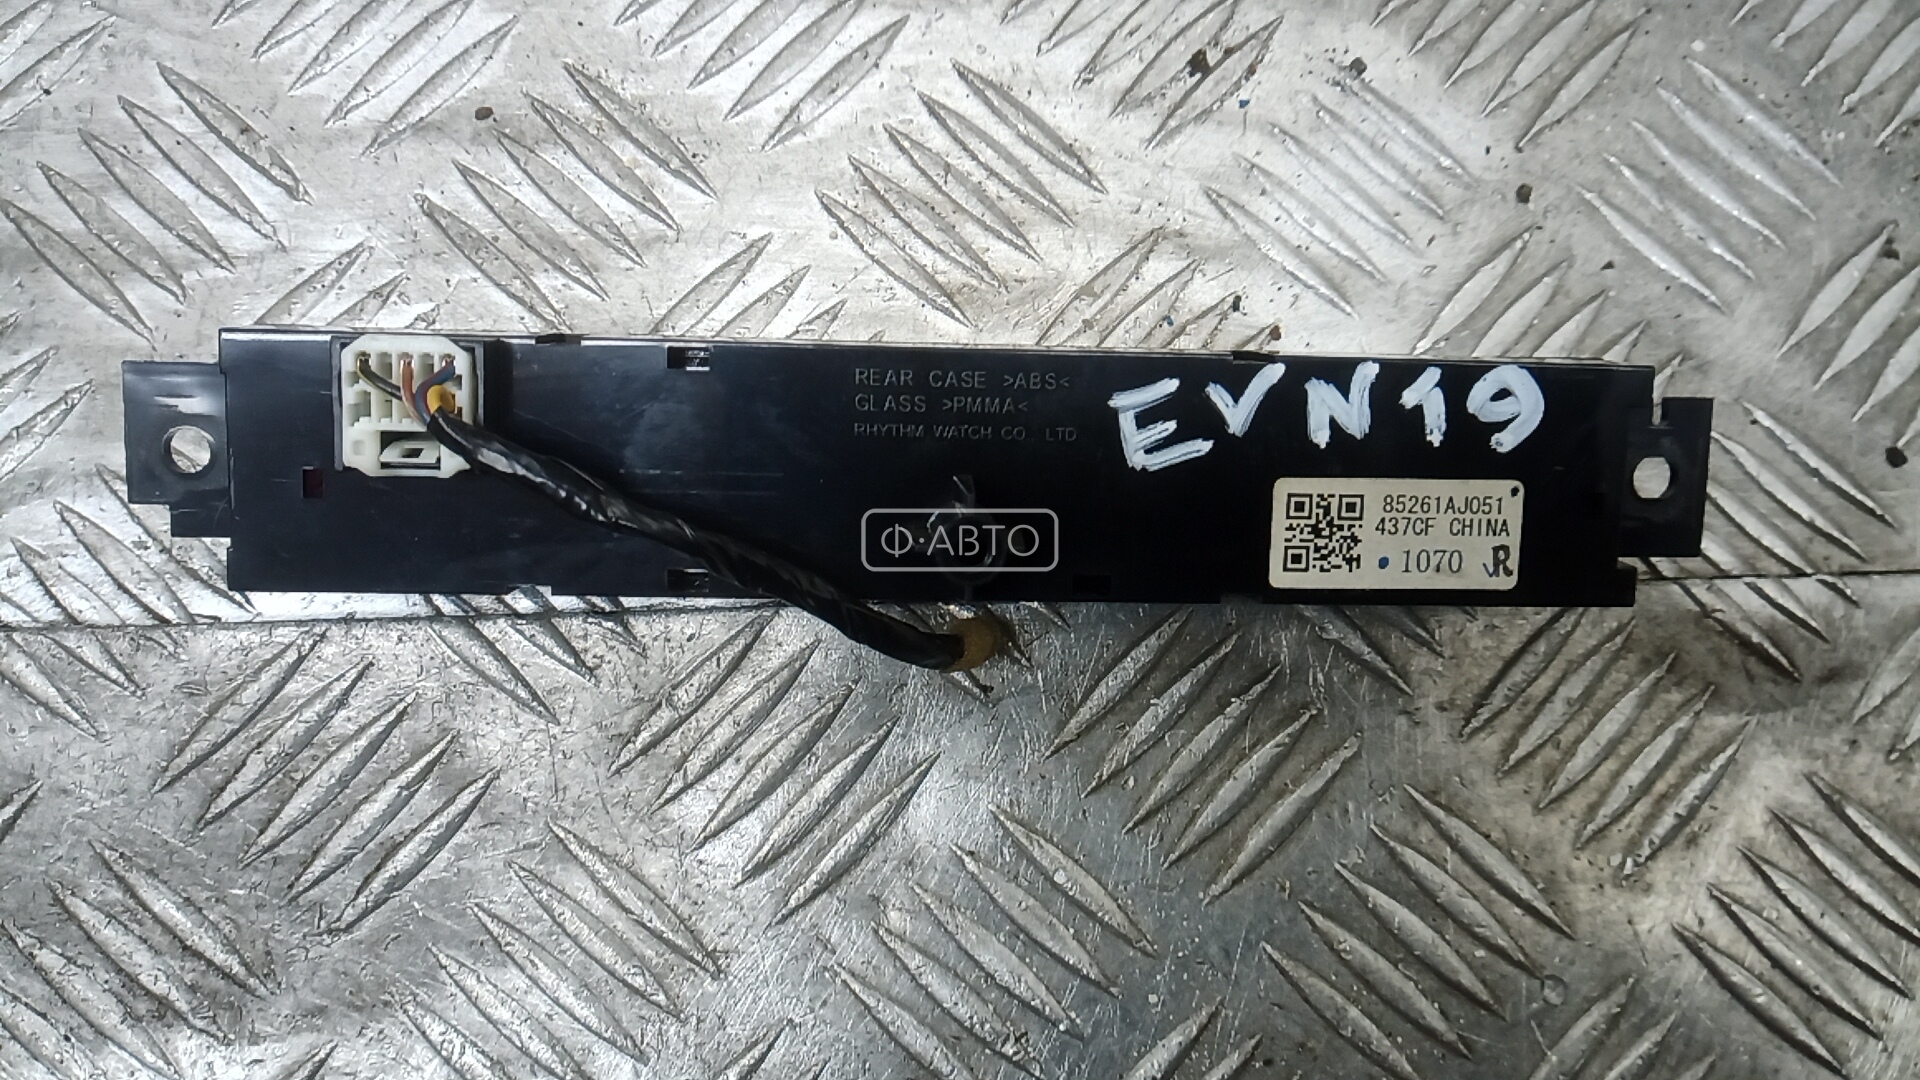 REAR CASE >ABS<
GLASS >PMMA<
RHYTHM WATCH CO., LTD
EVN19
85261AJ051
437CF CHINA
1070 R
Ф·АВТО